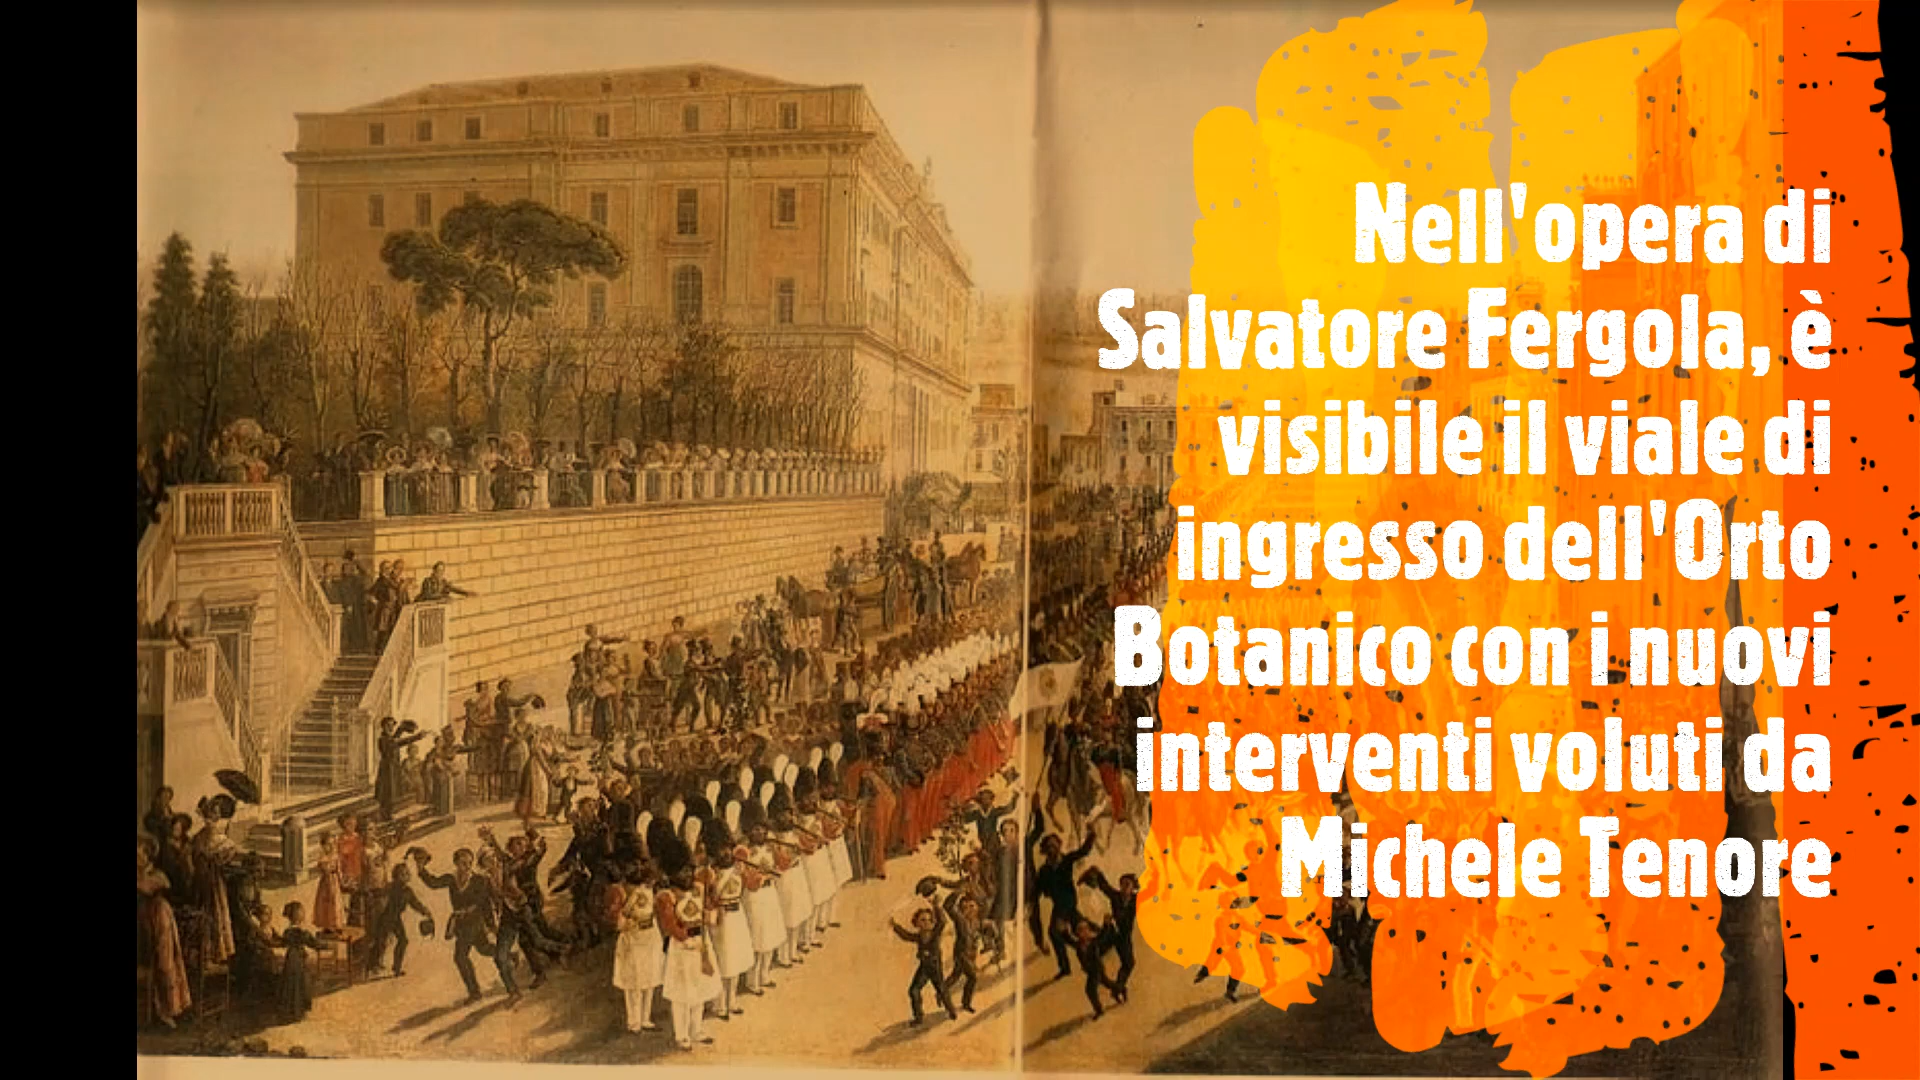 Nell'opera di
Salvatore Fergola, è
visibile il viale di
ingresso dell'Orto
Botanico con i nuovi
interventi voluti da
Michele Tenore